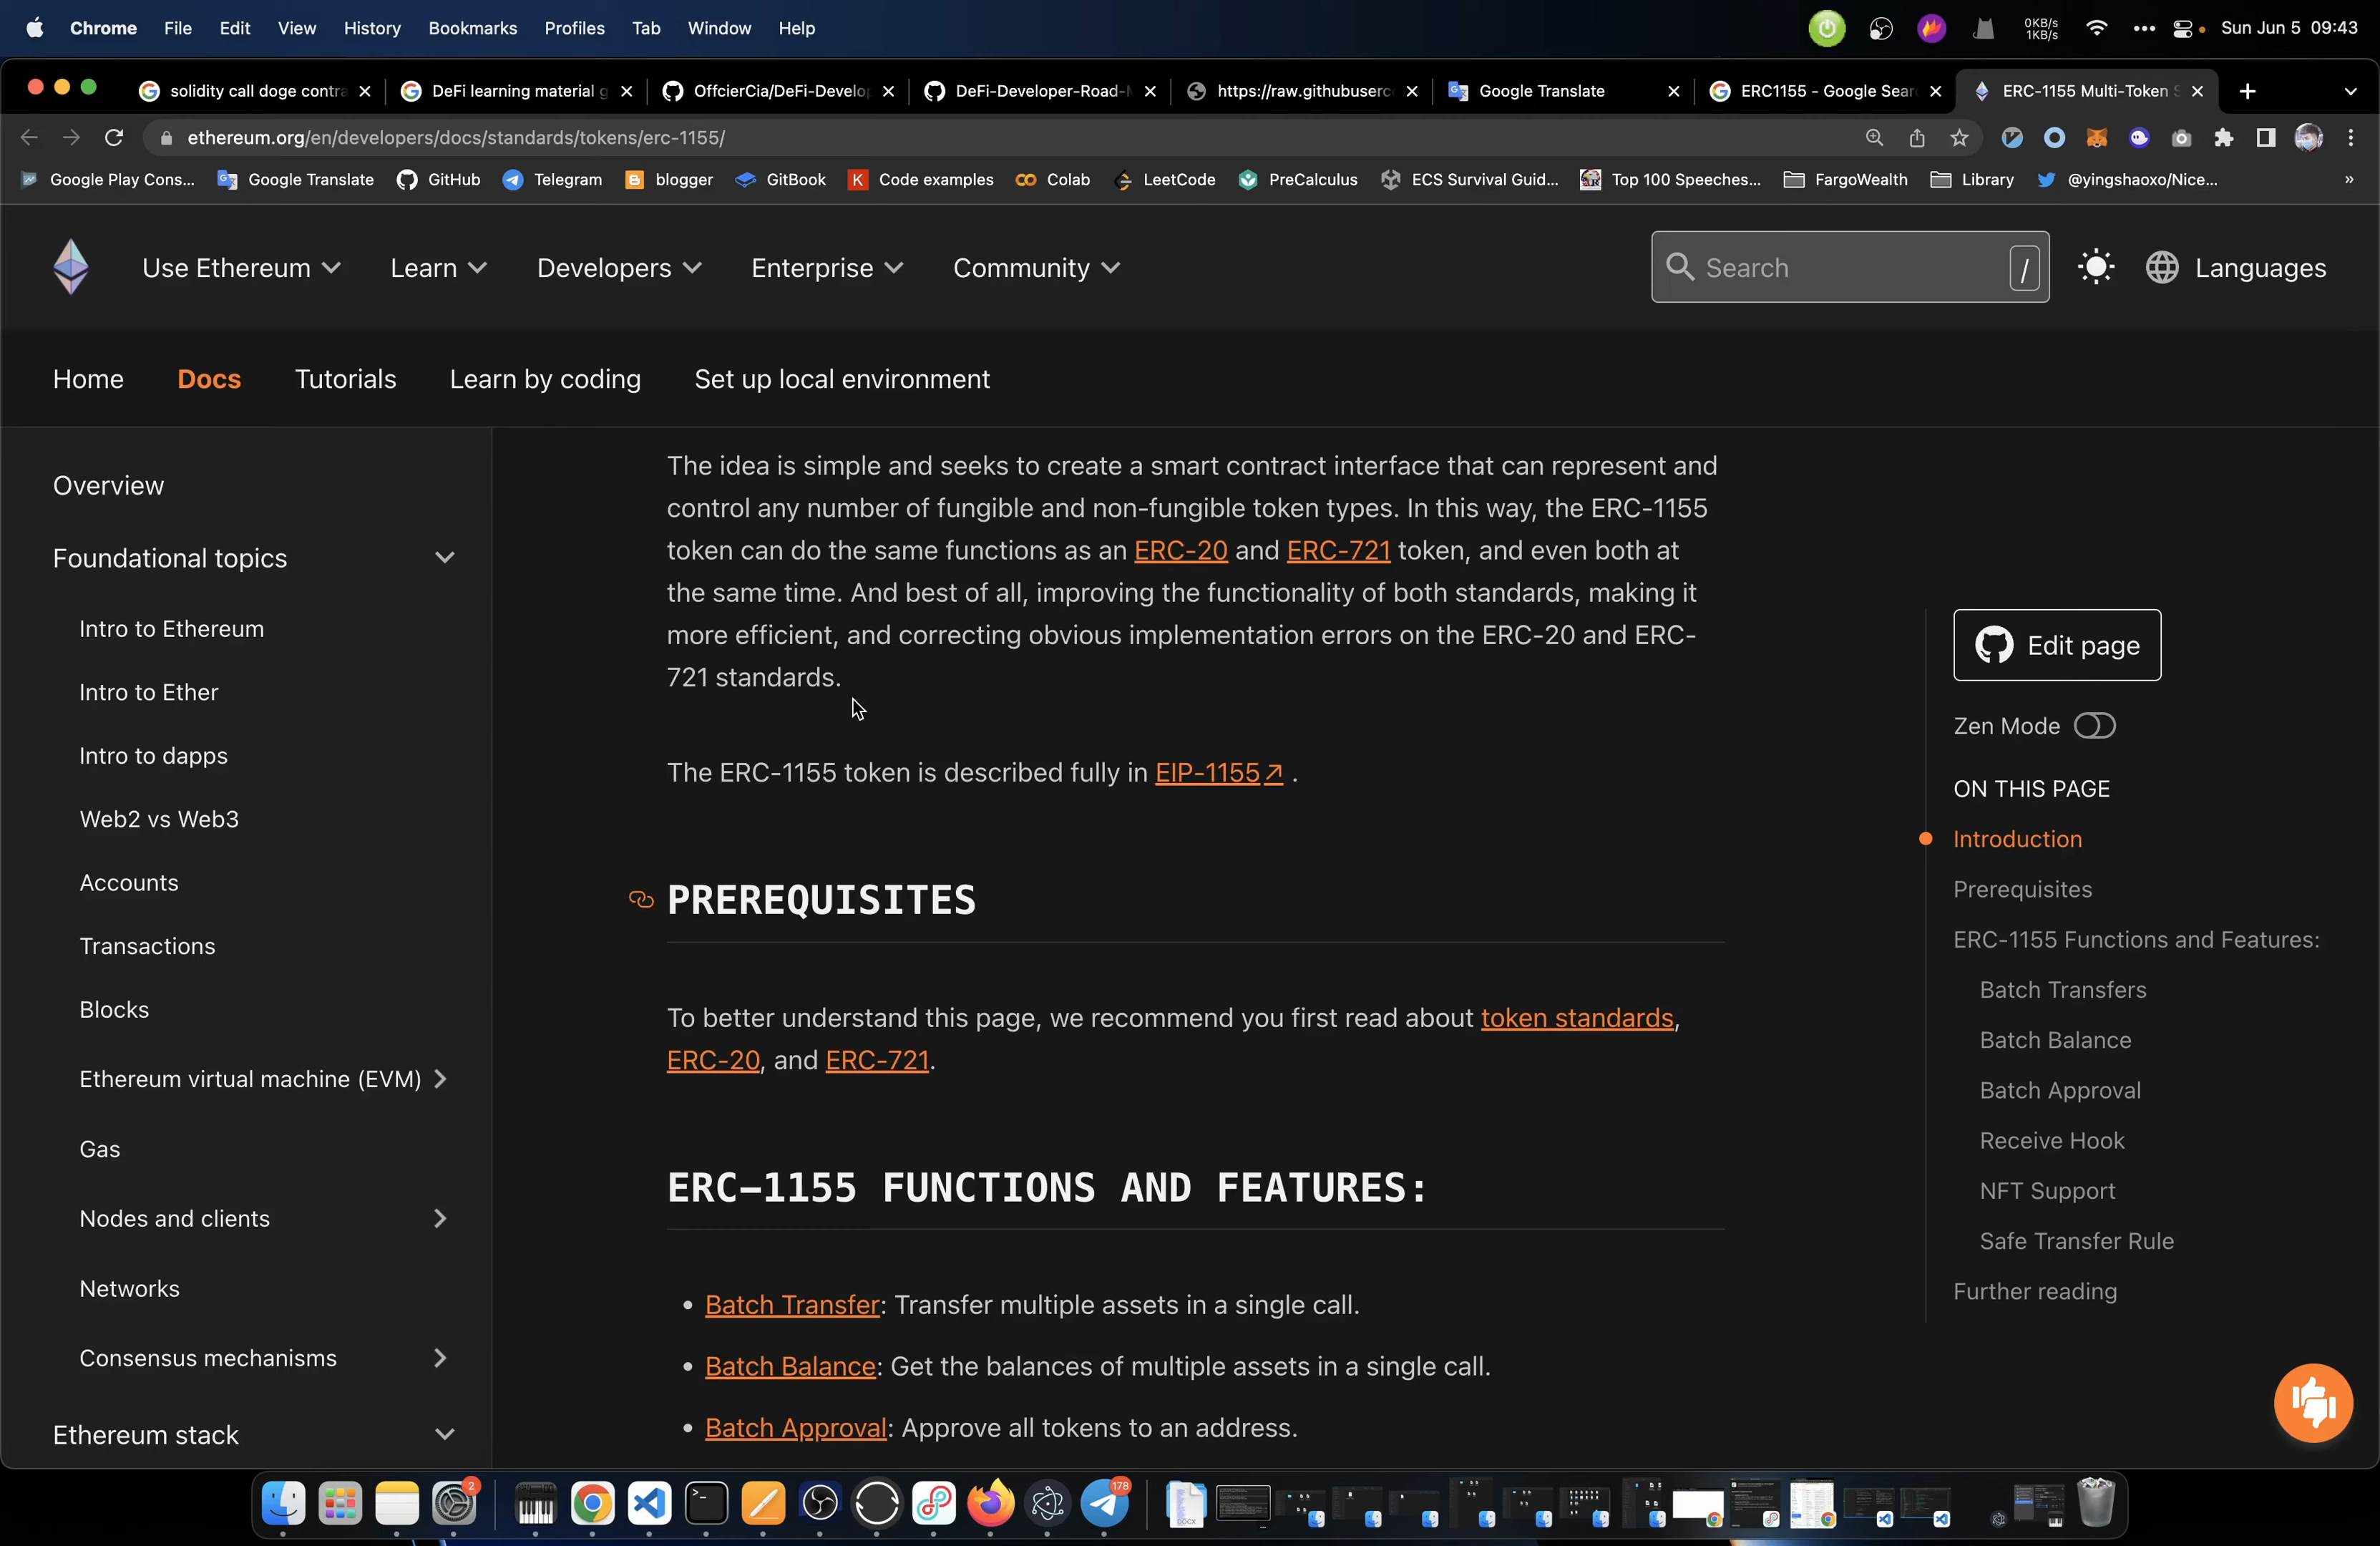 Chrome File Edit View History Bookmarks Profiles Tab Window Help
0KB/s
1KB/s
Sun Jun 5 09:43
solidity call doge contra
DeFi learning material g
OffcierCia/DeFi-Develop
DeFi-Developer-Road-M
https://raw.githubuserco
Google Translate
ERC1155 - Google Sear
ERC-1155 Multi-Token S
ethereum.org/en/developers/docs/standards/tokens/erc-1155/
Google Play Cons... Google Translate GitHub Telegram blogger GitBook K Code examples Colab LeetCode PreCalculus ECS Survival Guid... Top 100 Speeches... FargoWealth Library @yingshaoxo/Nice... »
Use Ethereum Learn Developers Enterprise Community
Search /
Languages
Home Docs Tutorials Learn by coding Set up local environment
Overview
Foundational topics
Intro to Ethereum
Intro to Ether
Intro to dapps
Web2 vs Web3
Accounts
Transactions
Blocks
Ethereum virtual machine (EVM)
Gas
Nodes and clients
Networks
Consensus mechanisms
Ethereum stack
The idea is simple and seeks to create a smart contract interface that can represent and
control any number of fungible and non-fungible token types. In this way, the ERC-1155
token can do the same functions as an ERC-20 and ERC-721 token, and even both at
the same time. And best of all, improving the functionality of both standards, making it
more efficient, and correcting obvious implementation errors on the ERC-20 and ERC-
721 standards.
The ERC-1155 token is described fully in EIP-1155↗ .
PREREQUISITES
To better understand this page, we recommend you first read about token standards,
ERC-20, and ERC-721.
ERC-1155 FUNCTIONS AND FEATURES:
• Batch Transfer: Transfer multiple assets in a single call.
• Batch Balance: Get the balances of multiple assets in a single call.
• Batch Approval: Approve all tokens to an address.
Edit page
Zen Mode
ON THIS PAGE
Introduction
Prerequisites
ERC-1155 Functions and Features:
Batch Transfers
Batch Balance
Batch Approval
Receive Hook
NFT Support
Safe Transfer Rule
Further reading
2
178
DOCX